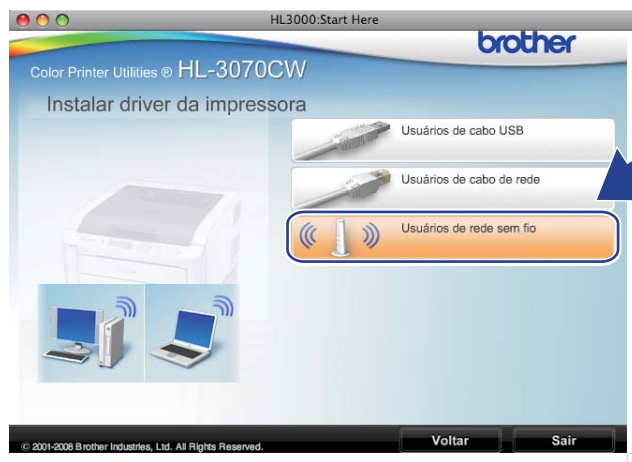 HL3000:Start Here
brother
Color Printer Utilities ® HL-3070CW
Instalar driver da impressora
Usuários de cabo USB
Usuários de cabo de rede
Usuários de rede sem fio
© 2001-2008 Brother Industries, Ltd. All Rights Reserved.
Voltar
Sair